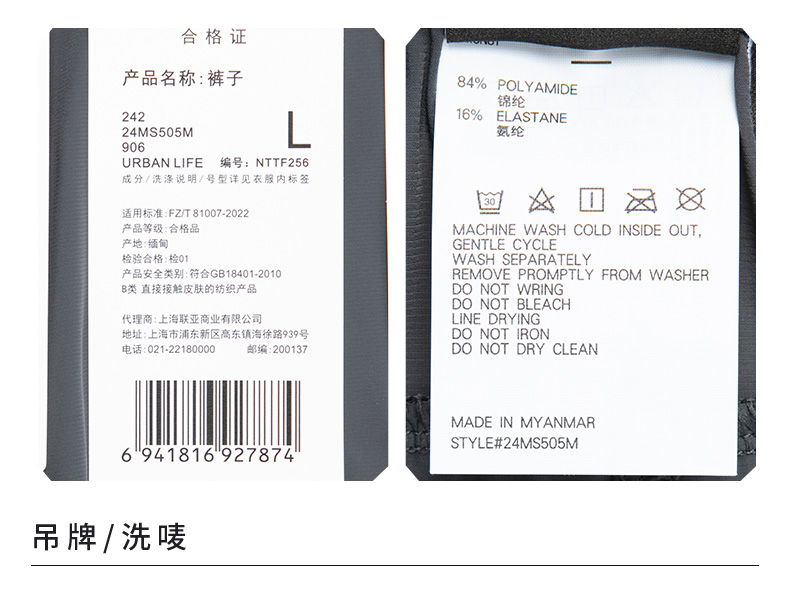 合格证
产品名称:裤子
242
24MS505M
906
L
URBAN LIFE 编号: NTTF256
成分/洗涤说明/号型详见衣服内标签
适用标准:FZ/T 81007-2022
产品等级:合格品
产地:缅甸
检验合格:检01
产品安全类别:符合GB18401-2010
B类 直接接触皮肤的纺织产品
代理商:上海联亚商业有限公司
地址:上海市浦东新区高东镇海徐路939号
电话:021-22180000 邮编:200137
6 941816 927874
84% POLYAMIDE
锦纶
16% ELASTANE
氨纶
30
MACHINE WASH COLD INSIDE OUT,
GENTLE CYCLE
WASH SEPARATELY
REMOVE PROMPTLY FROM WASHER
DO NOT WRING
DO NOT BLEACH
LINE DRYING
DO NOT IRON
DO NOT DRY CLEAN
MADE IN MYANMAR
STYLE#24MS505M
吊牌/洗唛